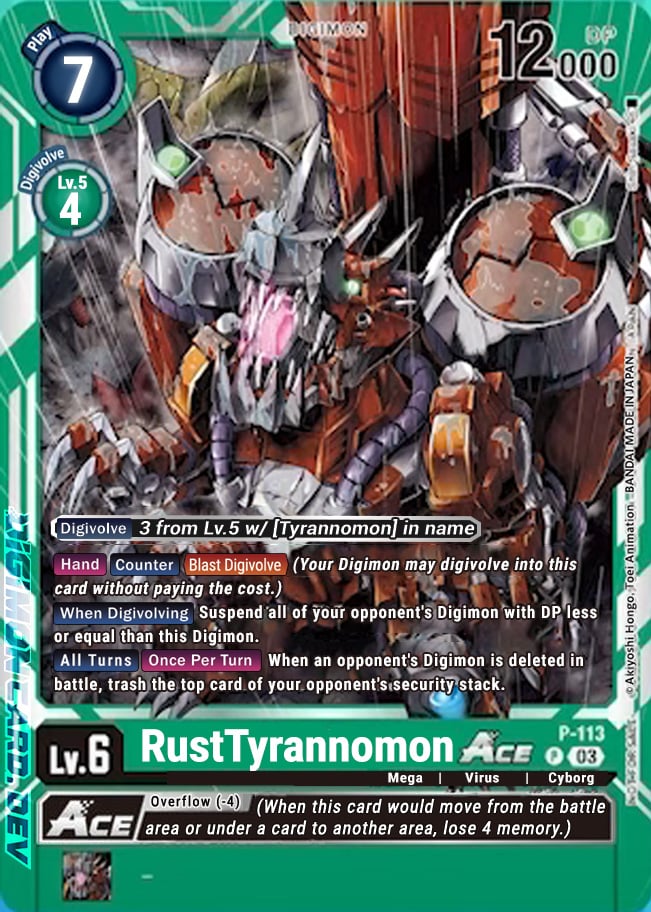 Play
7
DIGIMON
12000
DP
Digivolve
Lv.5
4
Digivolve 3 from Lv.5 w/ [Tyrannomon] in name
Hand Counter Blast Digivolve (Your Digimon may digivolve into this
card without paying the cost.)
When Digivolving Suspend all of your opponent's Digimon with DP less
or equal than this Digimon.
All Turns Once Per Turn When an opponent's Digimon is deleted in
battle, trash the top card of your opponent's security stack.
© Akiyoshi Hongo, Toei Animation BANDAI MADE IN JAPAN
DIGIMONCARD.DEV
Lv.6
RustTyrannomon ACE
P-113
P 03
Mega | Virus | Cyborg
NOT FOR SALE
ACE
Overflow (-4) (When this card would move from the battle
area or under a card to another area, lose 4 memory.)
–